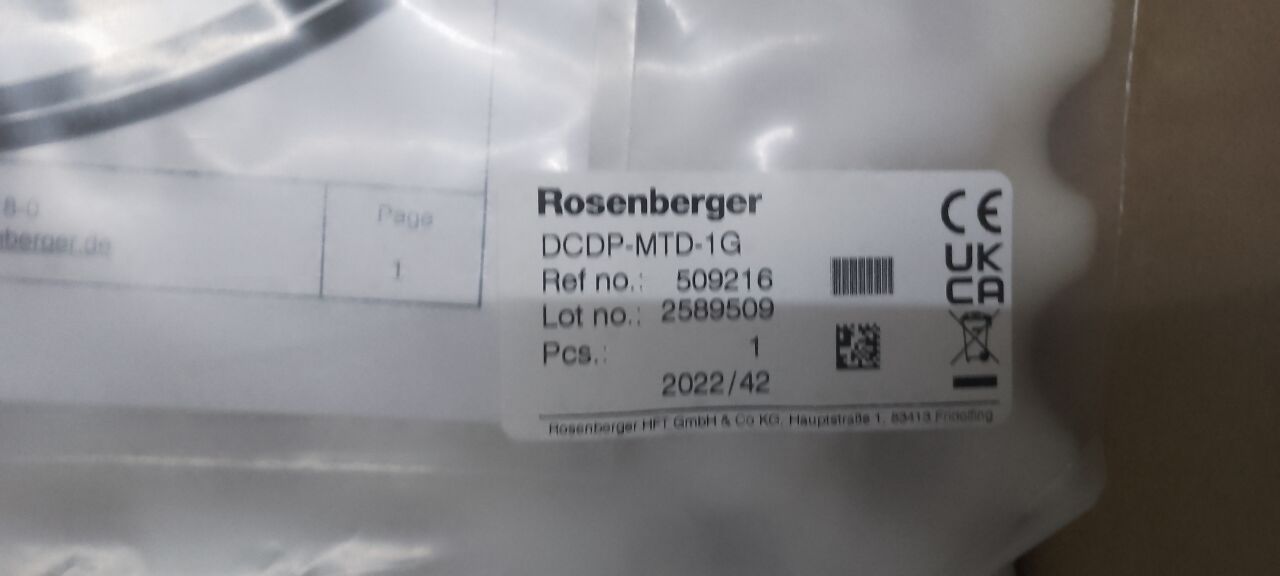 8-0
berger.de
Page
1
Rosenberger
DCDP-MTD-1G
Ref no.: 509216
Lot no.: 2589509
Pcs.: 1
2022/42
Rosenberger HFT GmbH & Co KG, Hauptstraße 1, 83413 Fridolfing
CE
UK
CA